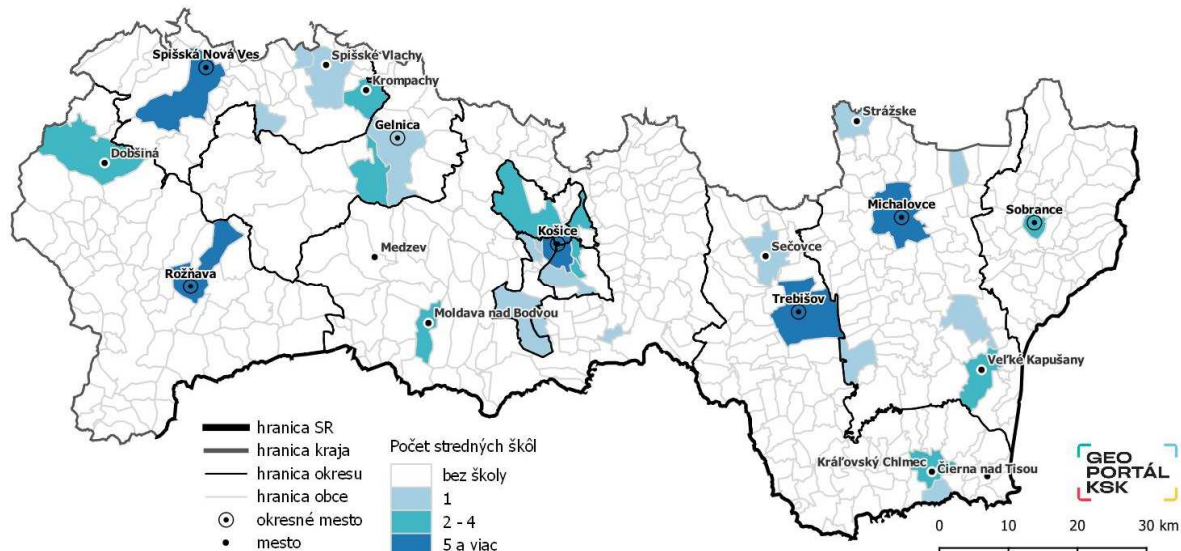 Spišská Nová Ves
Spišské Vlachy
Krompachy
Strážske
Gelnica
Dobšiná
Michalovce
Sobrance
Košice
Medzev
Sečovce
Rožňava
Trebišov
Moldava nad Bodvou
Veľké Kapušany
Kráľovský Chlmec
Čierna nad Tisou
hranica SR
hranica kraja
hranica okresu
hranica obce
okresné mesto
mesto
Počet stredných škôl
bez školy
1
2 - 4
5 a viac
GEO
PORTÁL
KSK
0 10 20 30 km